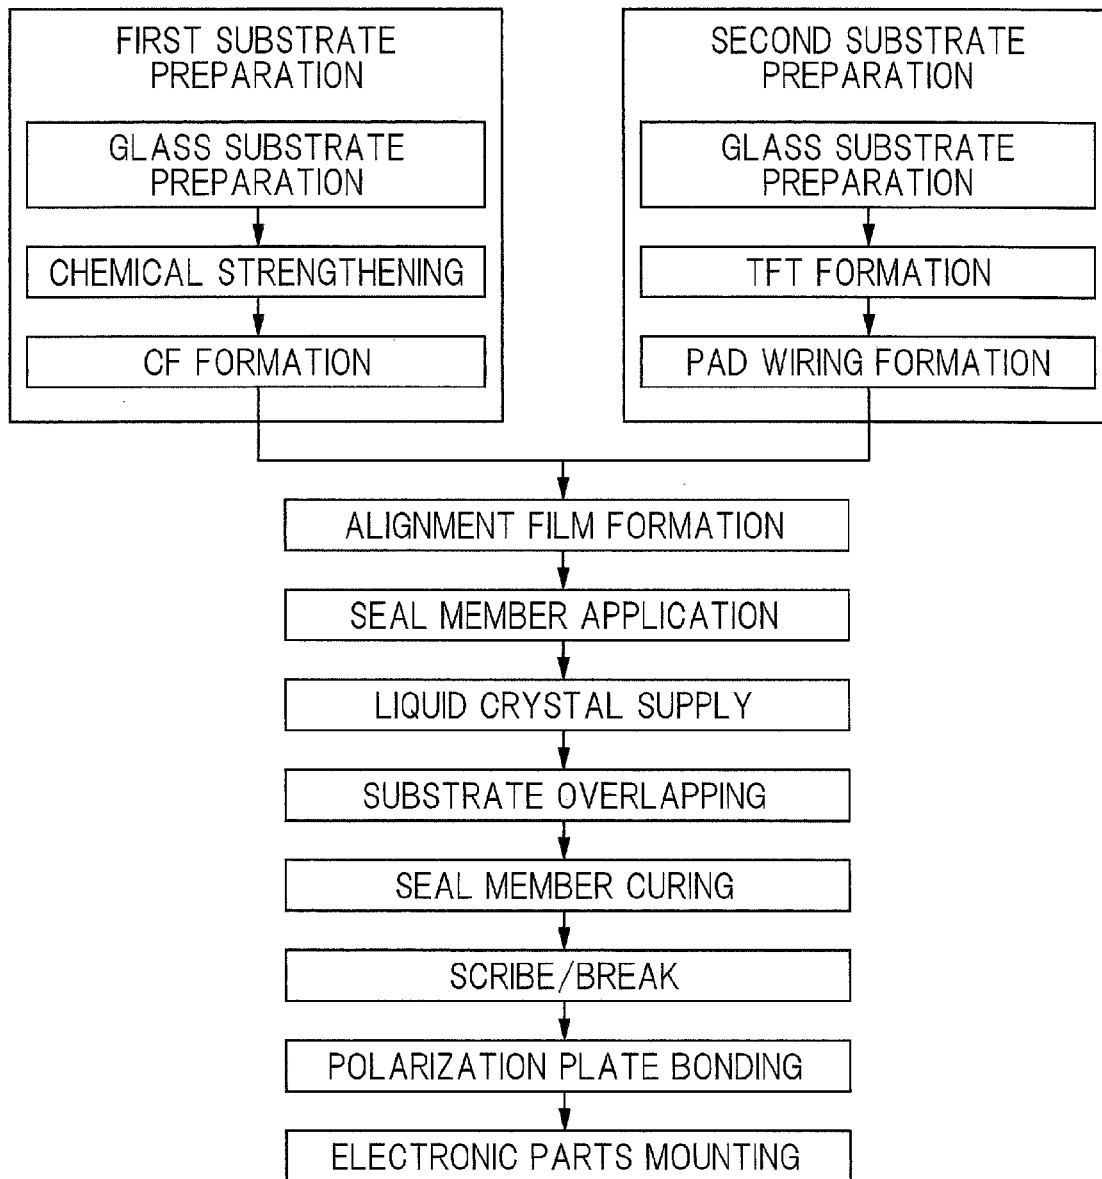 FIRST SUBSTRATE
PREPARATION
GLASS SUBSTRATE
PREPARATION
CHEMICAL STRENGTHENING
CF FORMATION
SECOND SUBSTRATE
PREPARATION
GLASS SUBSTRATE
PREPARATION
TFT FORMATION
PAD WIRING FORMATION
ALIGNMENT FILM FORMATION
SEAL MEMBER APPLICATION
LIQUID CRYSTAL SUPPLY
SUBSTRATE OVERLAPPING
SEAL MEMBER CURING
SCRIBE/BREAK
POLARIZATION PLATE BONDING
ELECTRONIC PARTS MOUNTING